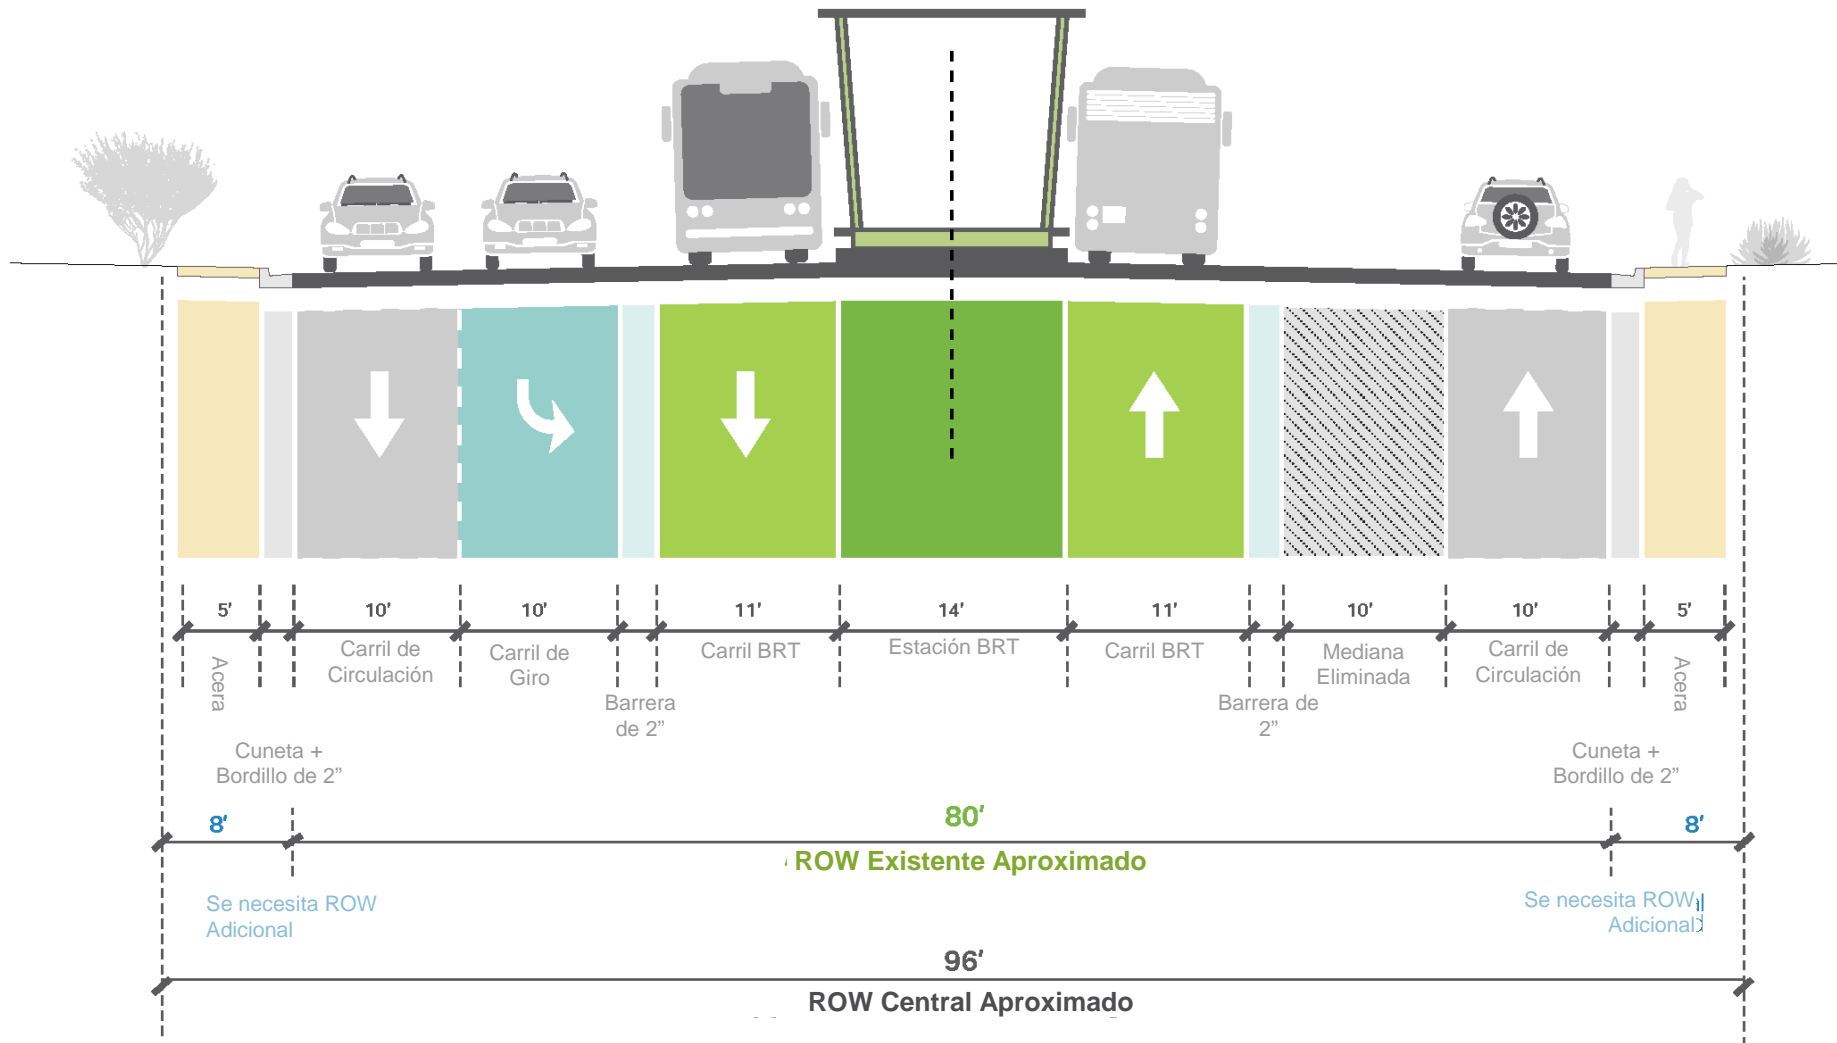 5'
10'
10'
11'
14'
11'
10'
10'
5'
Acera
Carril de
Circulación
Carril de
Giro
Barrera
de 2”
Carril BRT
Estación BRT
Carril BRT
Barrera de
2”
Mediana
Eliminada
Carril de
Circulación
Acera
Cuneta +
Bordillo de 2”
Cuneta +
Bordillo de 2”
8'
80'
8'
ROW Existente Aproximado
Se necesita ROW
Adicional
Se necesita ROW
Adicional
96'
ROW Central Aproximado